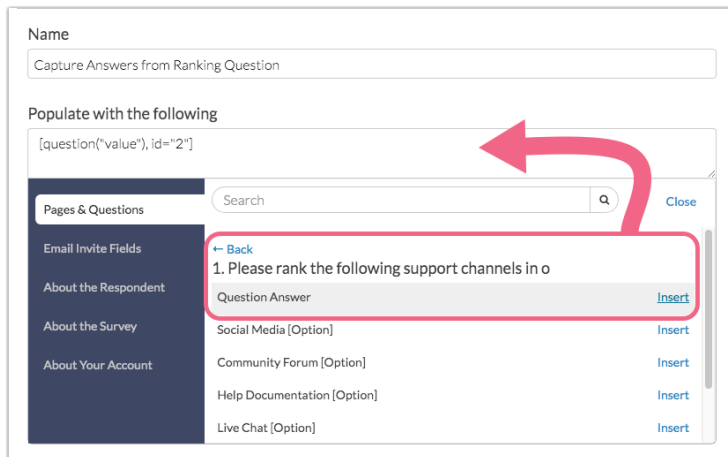 Name
Capture Answers from Ranking Question
Populate with the following
[question("value"), id="2"]
Pages & Questions
Email Invite Fields
About the Respondent
About the Survey
About Your Account
Search
Close
← Back
1. Please rank the following support channels in o
Question Answer Insert
Social Media [Option] Insert
Community Forum [Option] Insert
Help Documentation [Option] Insert
Live Chat [Option] Insert